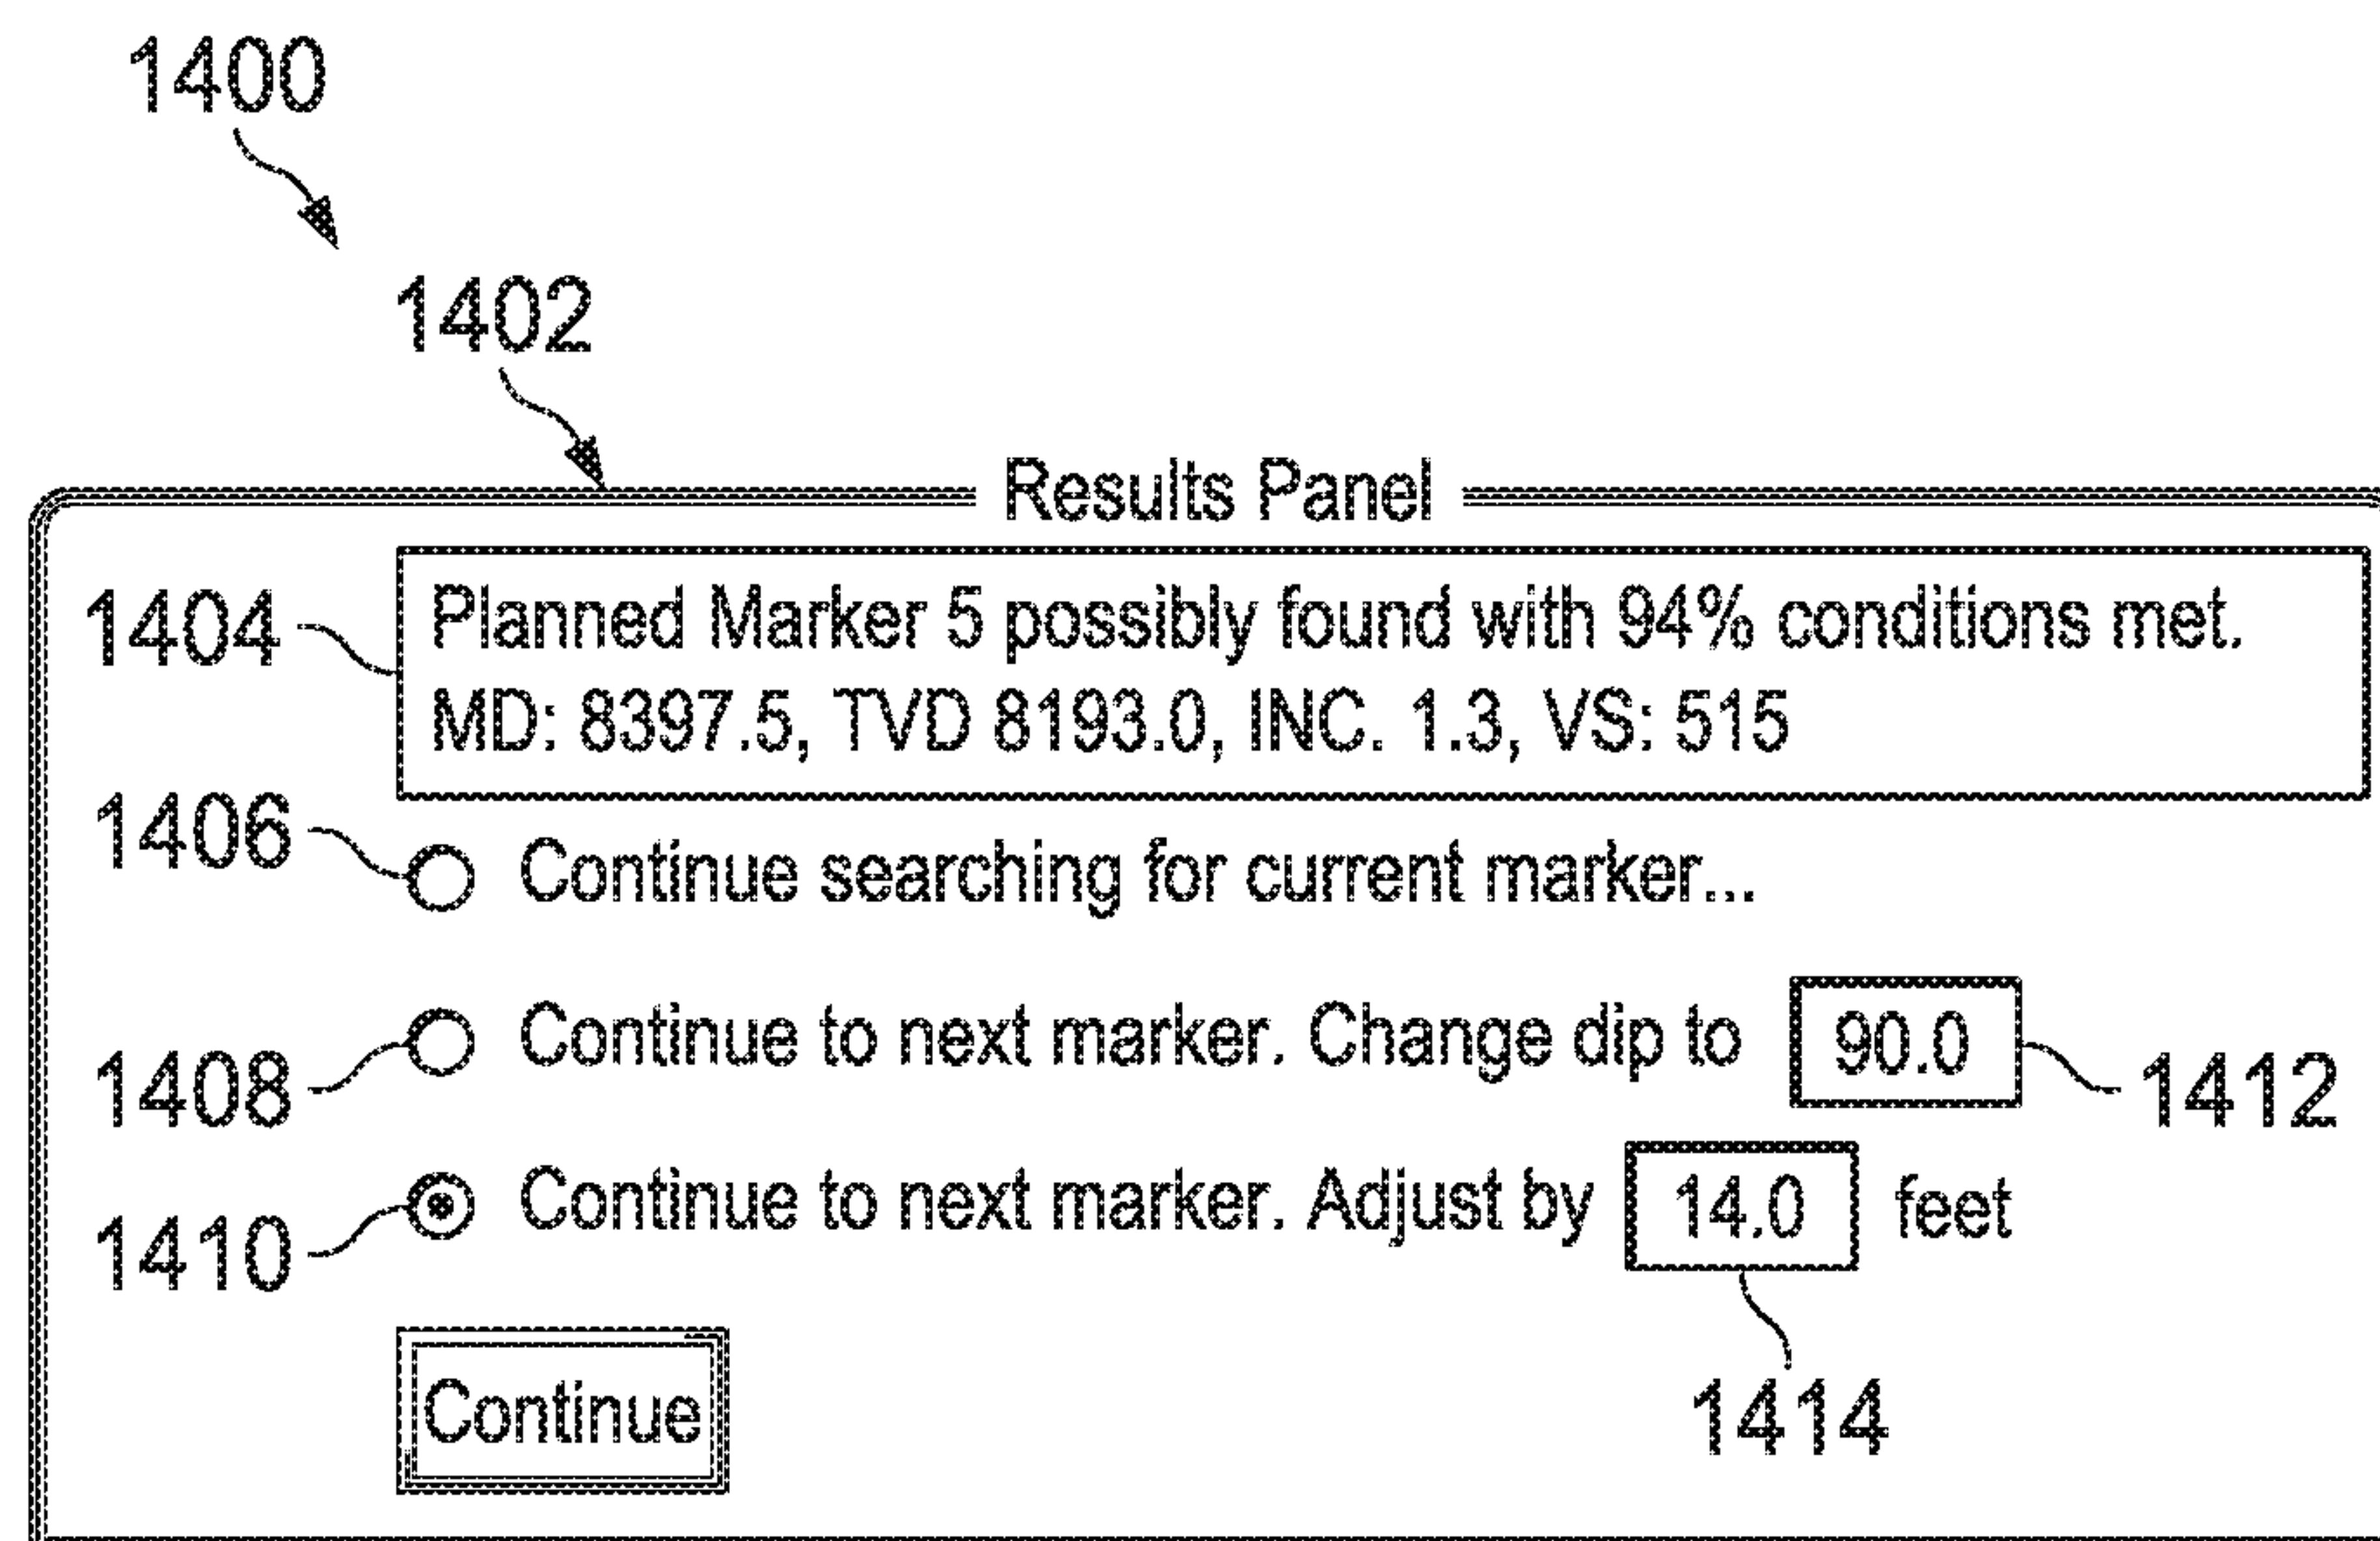 1400
1402
Results Panel
1404 Planned Marker 5 possibly found with 94% conditions met.
MD: 8397.5, TVD 8193.0, INC. 1.3, VS: 515
1406 Continue searching for current marker...
1408 Continue to next marker. Change dip to 90.0 1412
1410 Continue to next marker. Adjust by 14.0 feet
Continue
1414